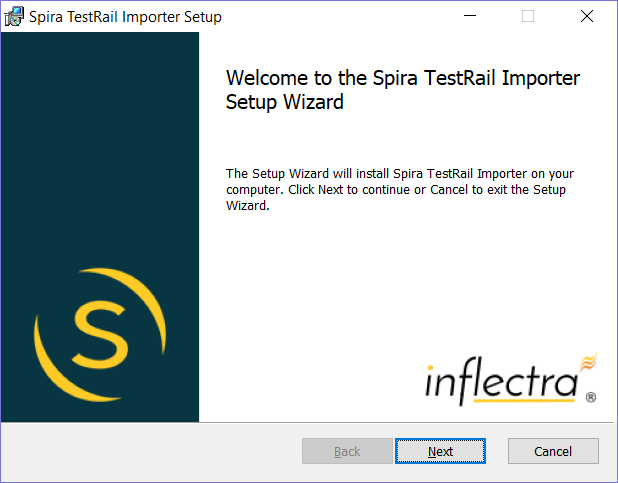 Spira TestRail Importer Setup
Welcome to the Spira TestRail Importer
Setup Wizard
The Setup Wizard will install Spira TestRail Importer on your
computer. Click Next to continue or Cancel to exit the Setup
Wizard.
S
inflectra®
Back Next Cancel